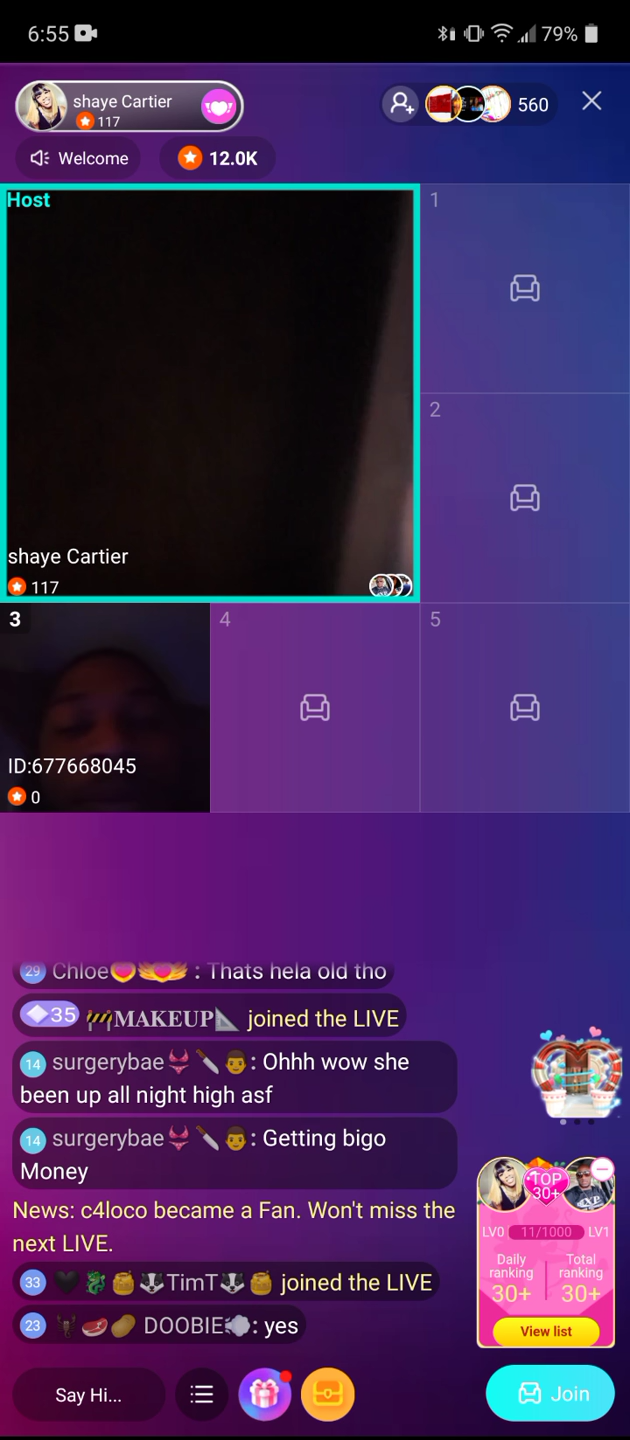 6:55
79%
shaye Cartier
117
560
Welcome
12.0K
Host
1
2
shaye Cartier
117
3
4
5
ID:677668045
0
29 Chloe : Thats hela old tho
35 MAKEUP joined the LIVE
14 surgerybae : Ohhh wow she
been up all night high asf
14 surgerybae : Getting bigo
Money
News: c4loco became a Fan. Won't miss the
next LIVE.
33 TimT joined the LIVE
23 DOOBIE : yes
TOP
30+
LV0 11/1000 LV1
Daily
ranking
30+
Total
ranking
30+
View list
Say Hi...
Join